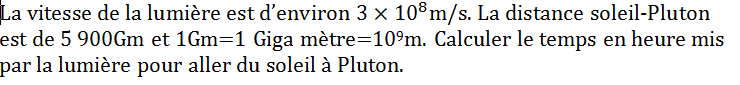 La vitesse de la lumière est d’environ 3 × 10⁸m/s. La distance soleil-Pluton
est de 5 900Gm et 1Gm=1 Giga mètre=10⁹m. Calculer le temps en heure mis
par la lumière pour aller du soleil à Pluton.